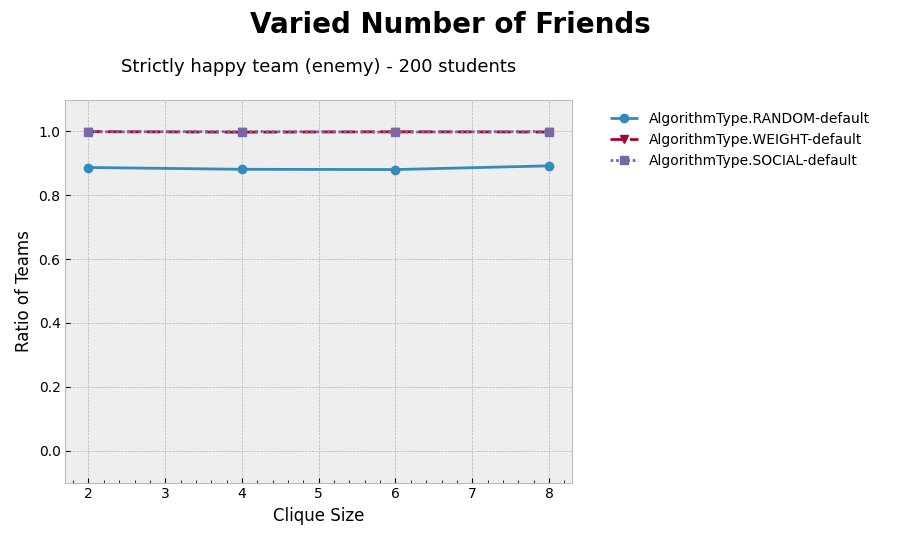 Varied Number of Friends
Strictly happy team (enemy) - 200 students
AlgorithmType.RANDOM-default
AlgorithmType.WEIGHT-default
AlgorithmType.SOCIAL-default
Ratio of Teams
1.0
0.8
0.6
0.4
0.2
0.0
2 3 4 5 6 7 8
Clique Size